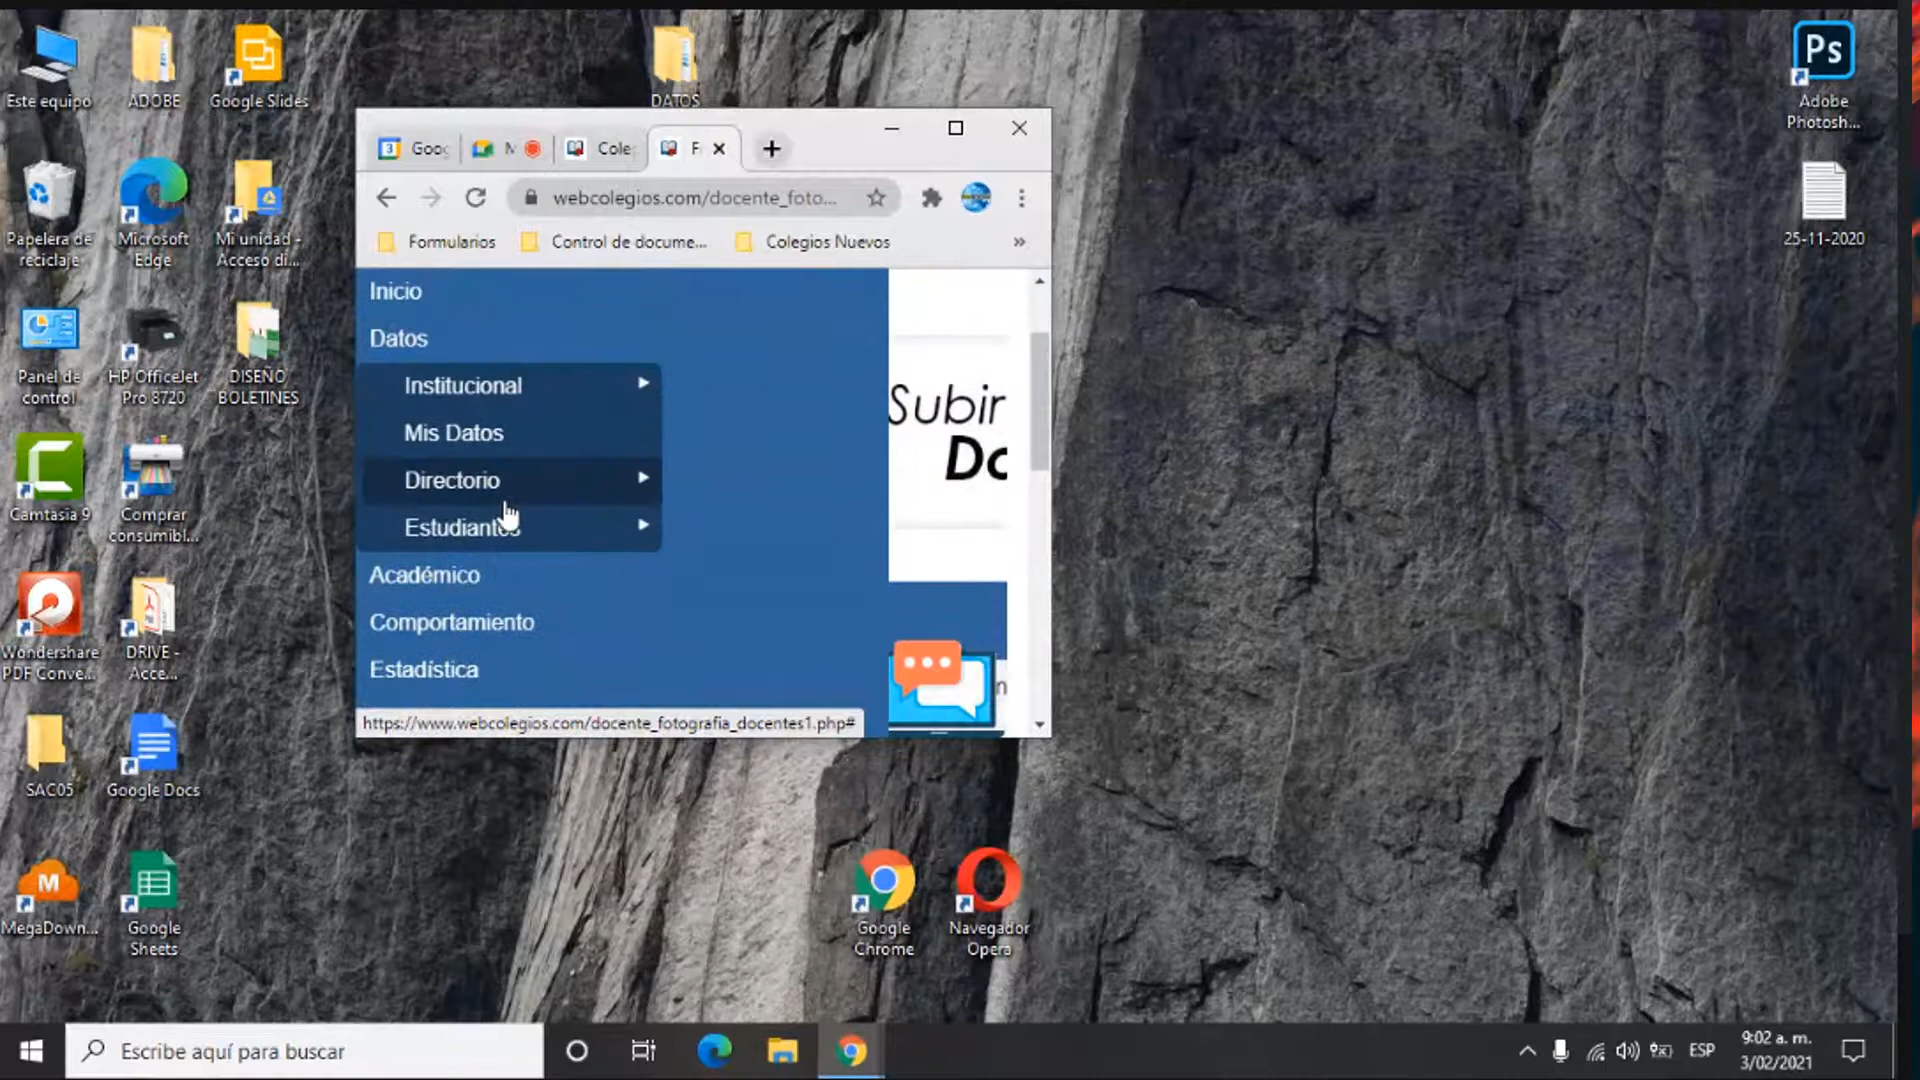 Este equipo
ADOBE
Google Slides
DATOS
Ps
Adobe
Photosh...
Papelera de
reciclaje
Microsoft
Edge
Mi unidad -
Acceso di...
25-11-2020
Panel de
control
HP OfficeJet
Pro 8720
DISEÑO
BOLETINES
Camtasia 9
Comprar
consumibl...
Wondershare
PDF Conve...
DRIVE -
Acce...
SAC05
Google Docs
MegaDown...
Google
Sheets
Google
Chrome
Navegador
Opera
3
Goog
M
Cole
F
webcolegios.com/docente_foto...
Formularios
Control de docume...
Colegios Nuevos
»
Inicio
Datos
Institucional
Mis Datos
Directorio
Estudiantes
Académico
Comportamiento
Estadística
https://www.webcolegios.com/docente_fotografia_docentes1.php#
Subir
Do
n
Escribe aquí para buscar
ESP
9:02 a. m.
3/02/2021